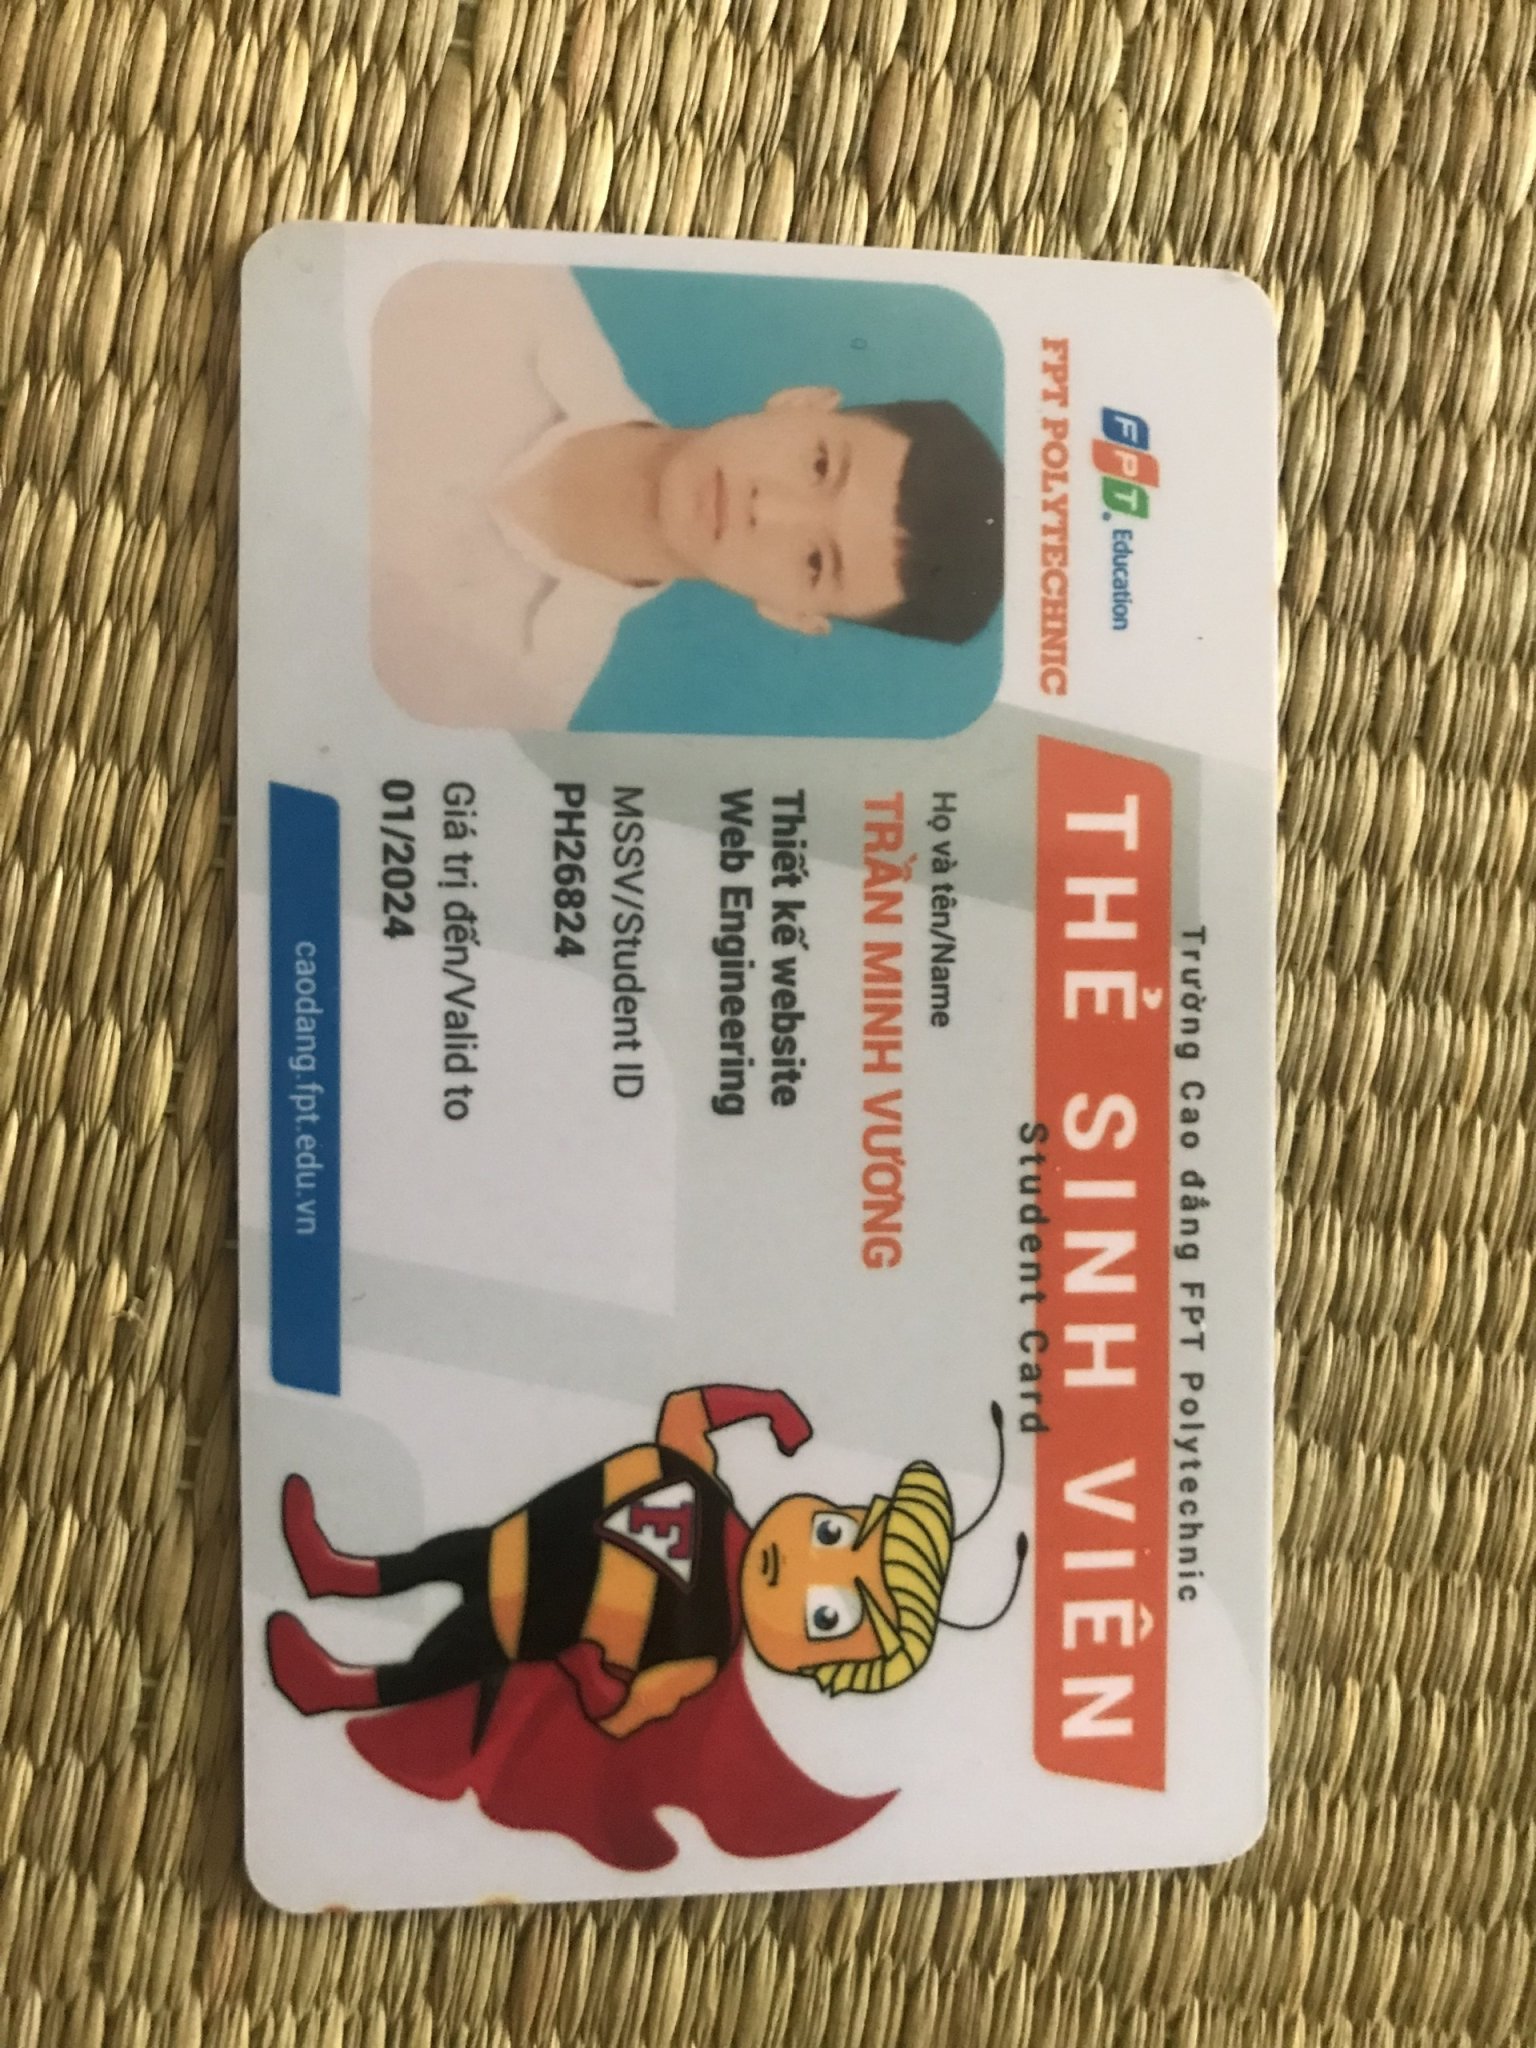 FPT. Education
FPT POLYTECHNIC
Trường Cao đẳng FPT Polytechnic
THẺ SINH VIÊN
Student Card
Họ và tên/Name
TRẦN MINH VƯƠNG
Thiết kế website
Web Engineering
MSSV/Student ID
PH26824
Giá trị đến/Valid to
01/2024
caodang.fpt.edu.vn
F